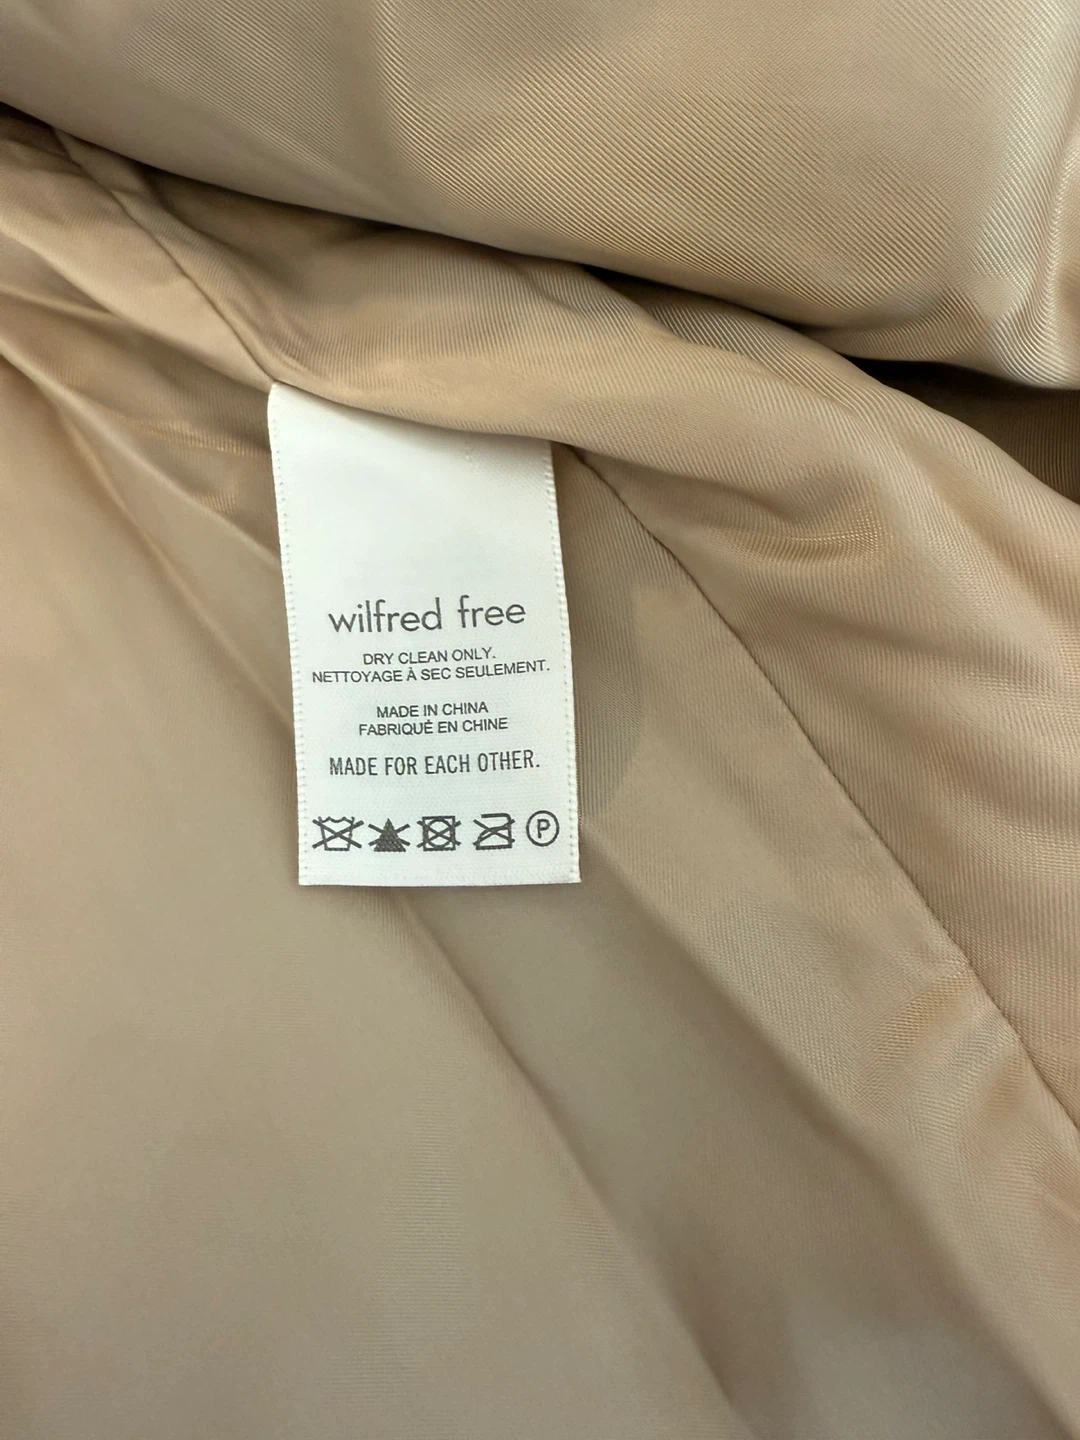 wilfred free
DRY CLEAN ONLY.
NETTOYAGE À SEC SEULEMENT.
MADE IN CHINA
FABRIQUÉ EN CHINE
MADE FOR EACH OTHER.
P